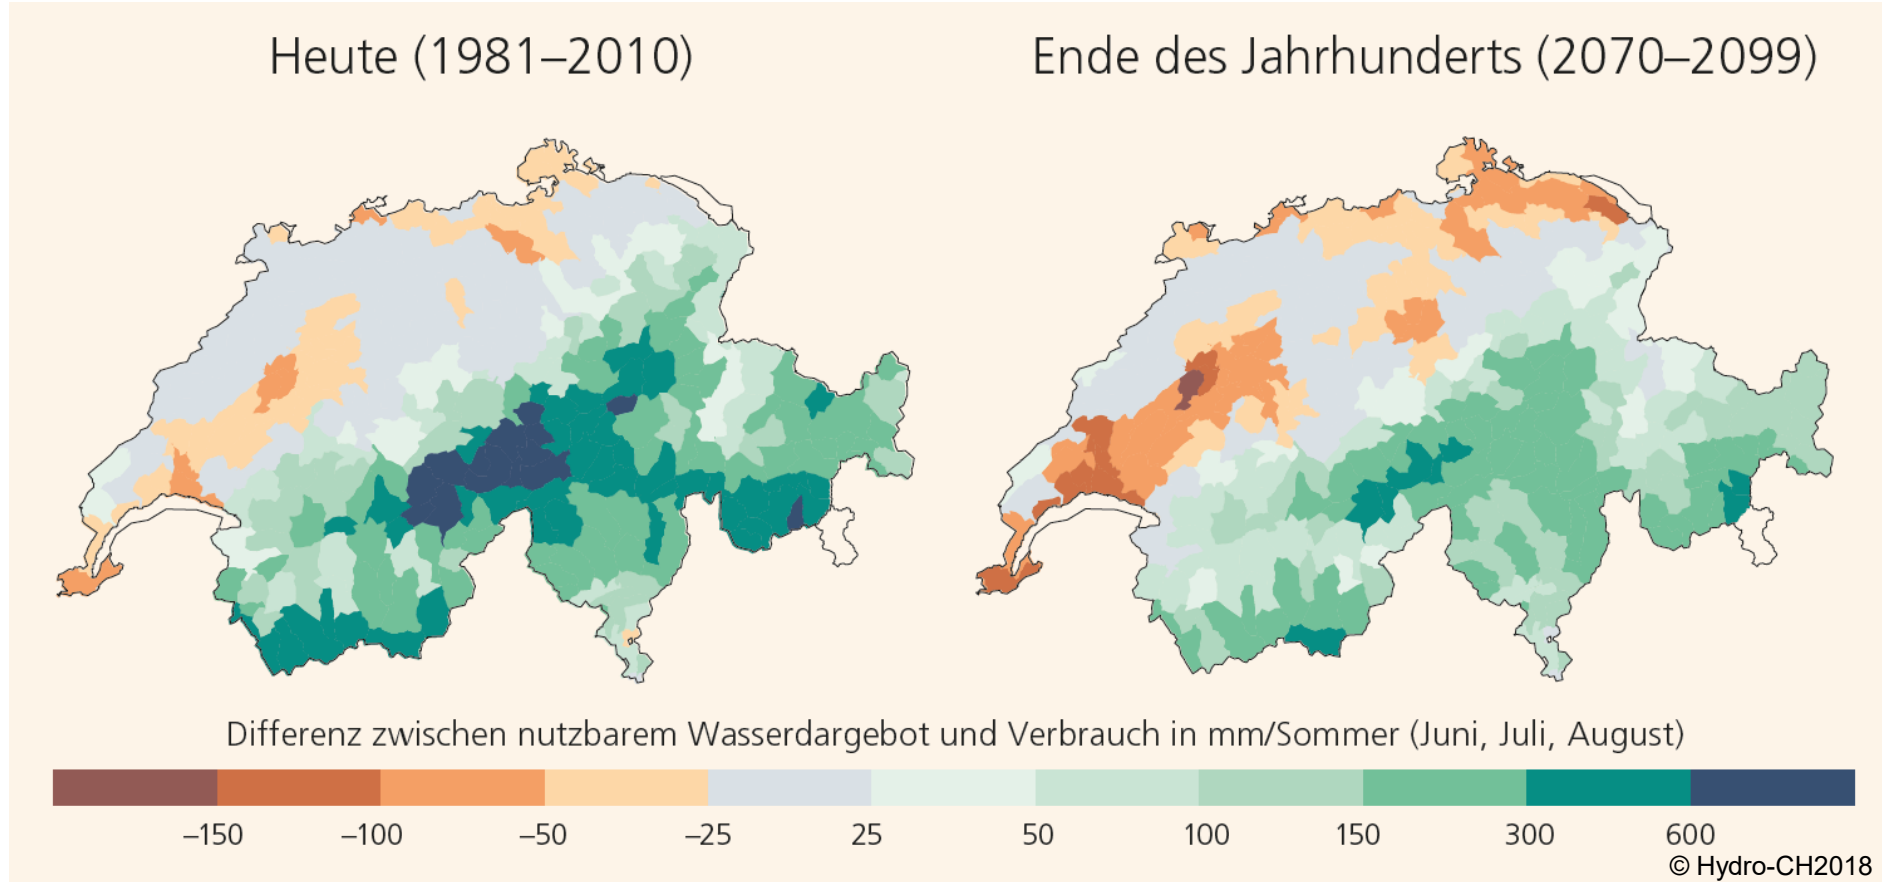 Heute (1981–2010)
Ende des Jahrhunderts (2070–2099)
Differenz zwischen nutzbarem Wasserdargebot und Verbrauch in mm/Sommer (Juni, Juli, August)
–150 –100 –50 –25 25 50 100 150 300 600
© Hydro-CH2018